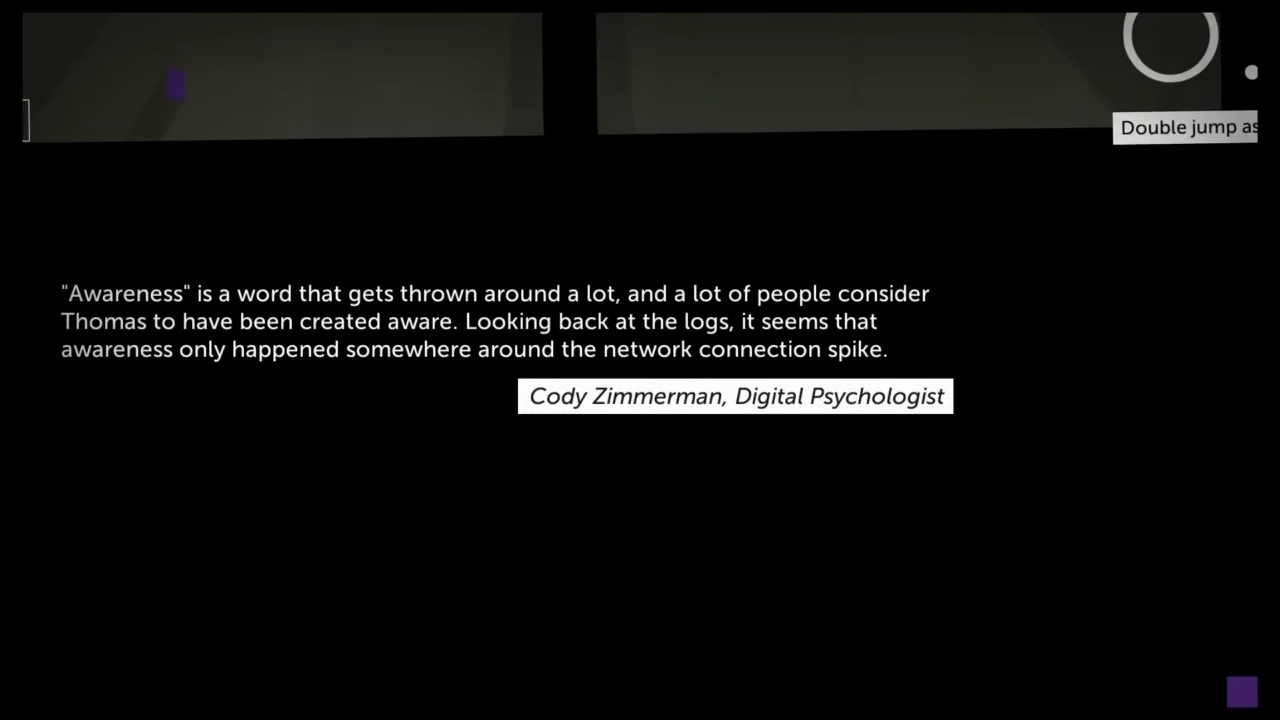 Double jump as
"Awareness" is a word that gets thrown around a lot, and a lot of people consider
Thomas to have been created aware. Looking back at the logs, it seems that
awareness only happened somewhere around the network connection spike.
Cody Zimmerman, Digital Psychologist